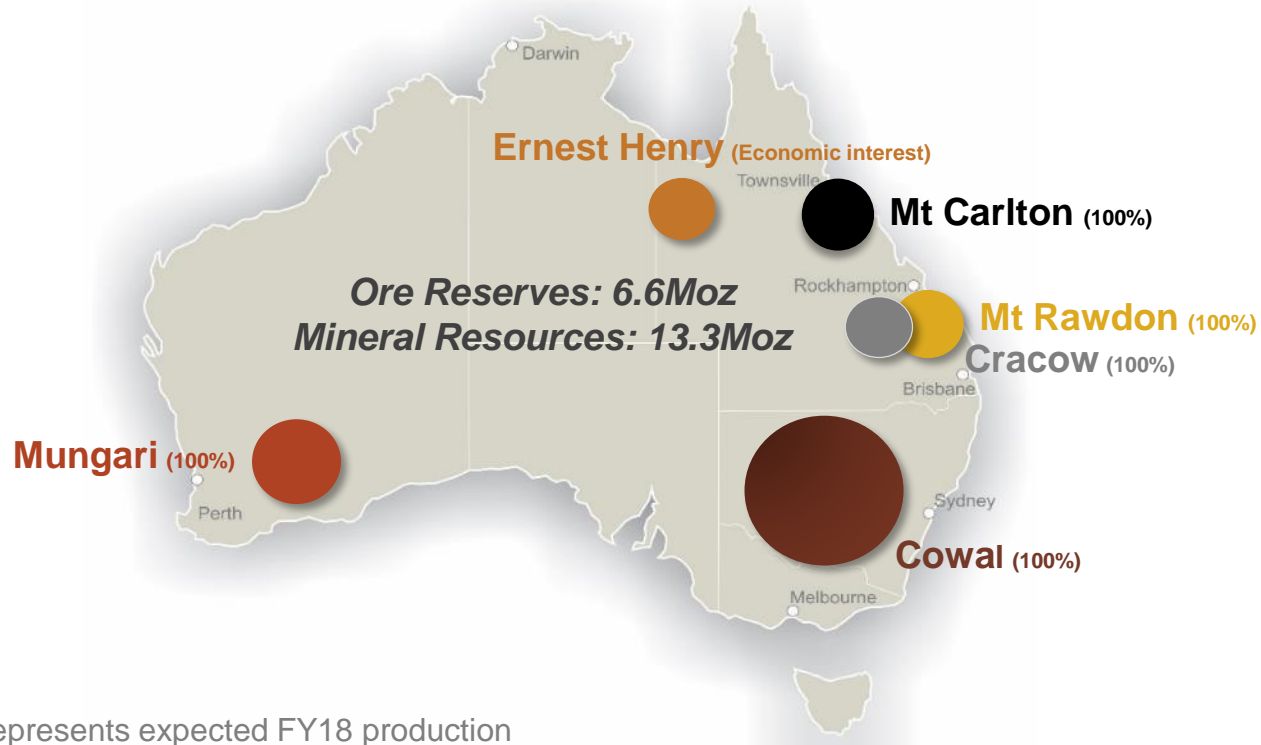 Darwin
Ernest Henry (Economic interest)
Townsville
Mt Carlton (100%)
Ore Reserves: 6.6Moz
Rockhampton
Mineral Resources: 13.3Moz
Mt Rawdon (100%)
Cracow (100%)
Brisbane
Mungari (100%)
Perth
Sydney
Cowal (100%)
Melbourne
expected FY18 production